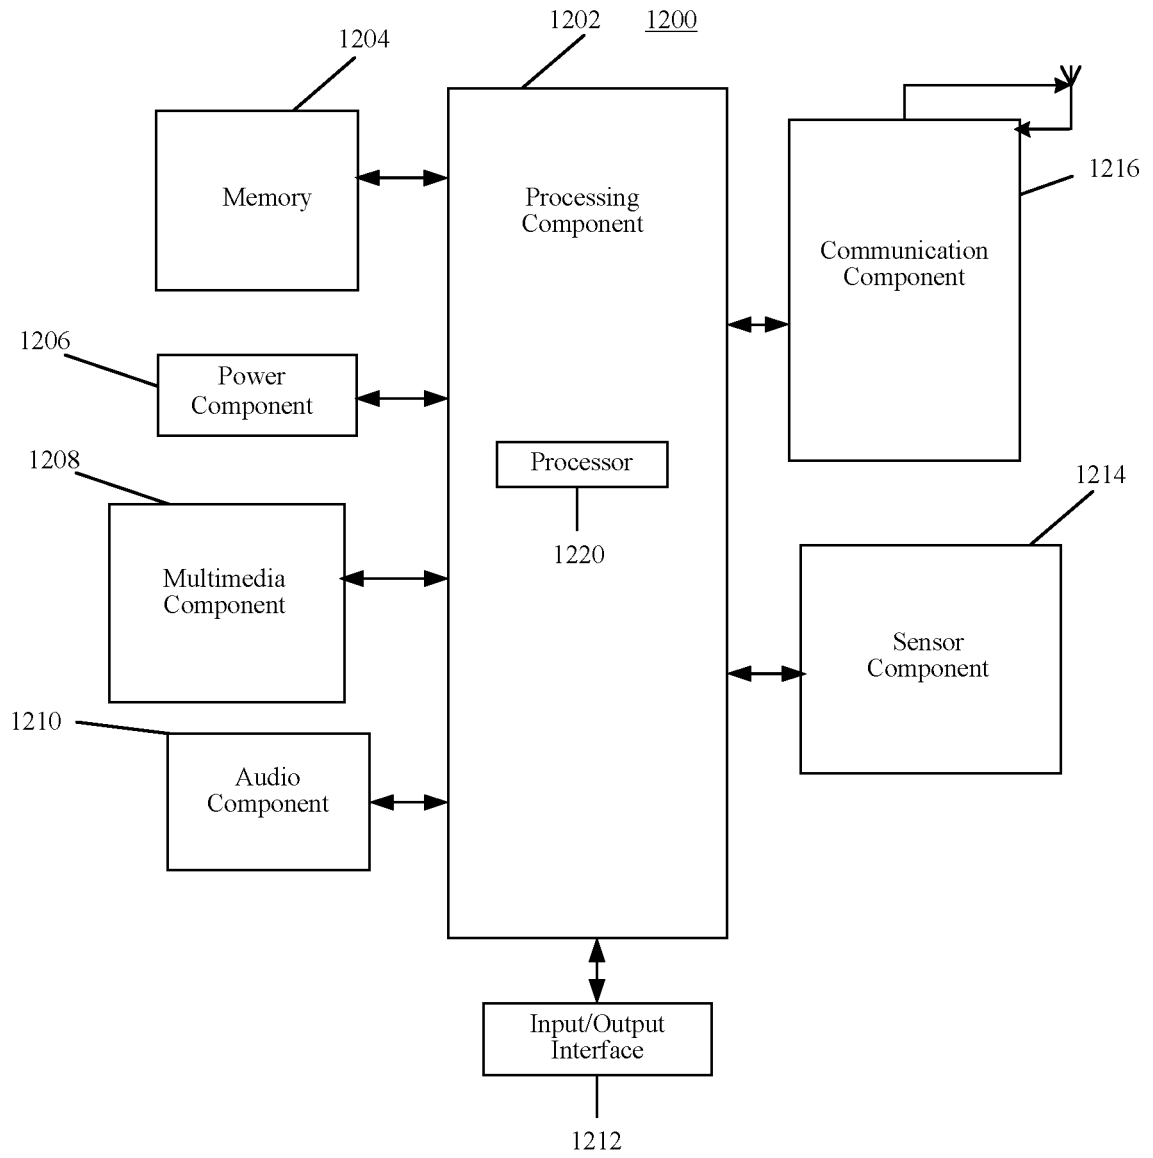 1202
1200
1204
Memory
Processing
Component
1216
Communication
Component
1206
Power
Component
Processor
1220
1208
Multimedia
Component
1214
Sensor
Component
1210
Audio
Component
Input/Output
Interface
1212